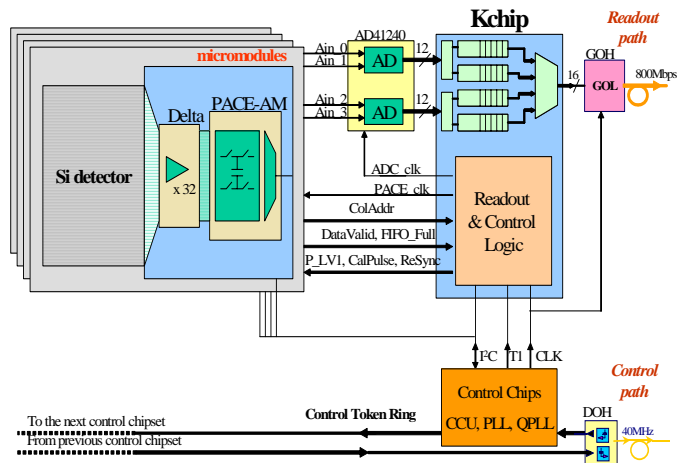 Kchip
Readout
path
AD41240
GOH
micromodules
Ain_0
Ain_1
AD
12
16
GOL
800Mbps
Ain_2
Ain_3
AD
12
PACE-AM
Delta
Si detector
x 32
ADC_clk
PACE_clk
ColAddr
DataValid, FIFO_Full
P_LV1, CalPulse, ReSync
Readout
& Control
Logic
I²C
T1
CLK
Control
path
Control Chips
CCU, PLL, QPLL
DOH
40MHz
Control Token Ring
To the next control chipset
From previous control chipset